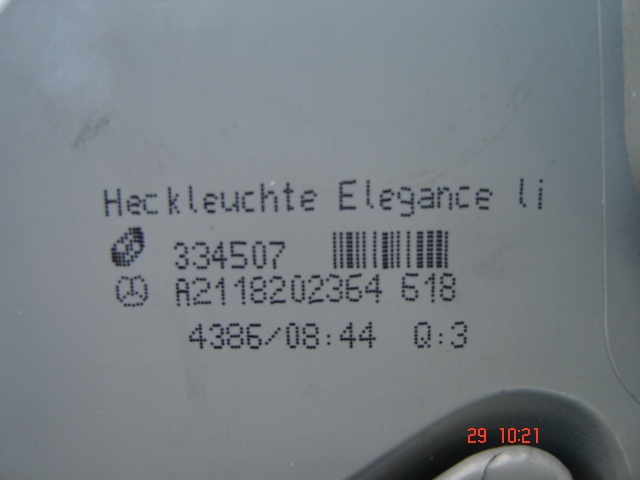 Heckleuchte Elegance li
334507
A2118202364 618
4386/08:44 Q:3
29 10:21